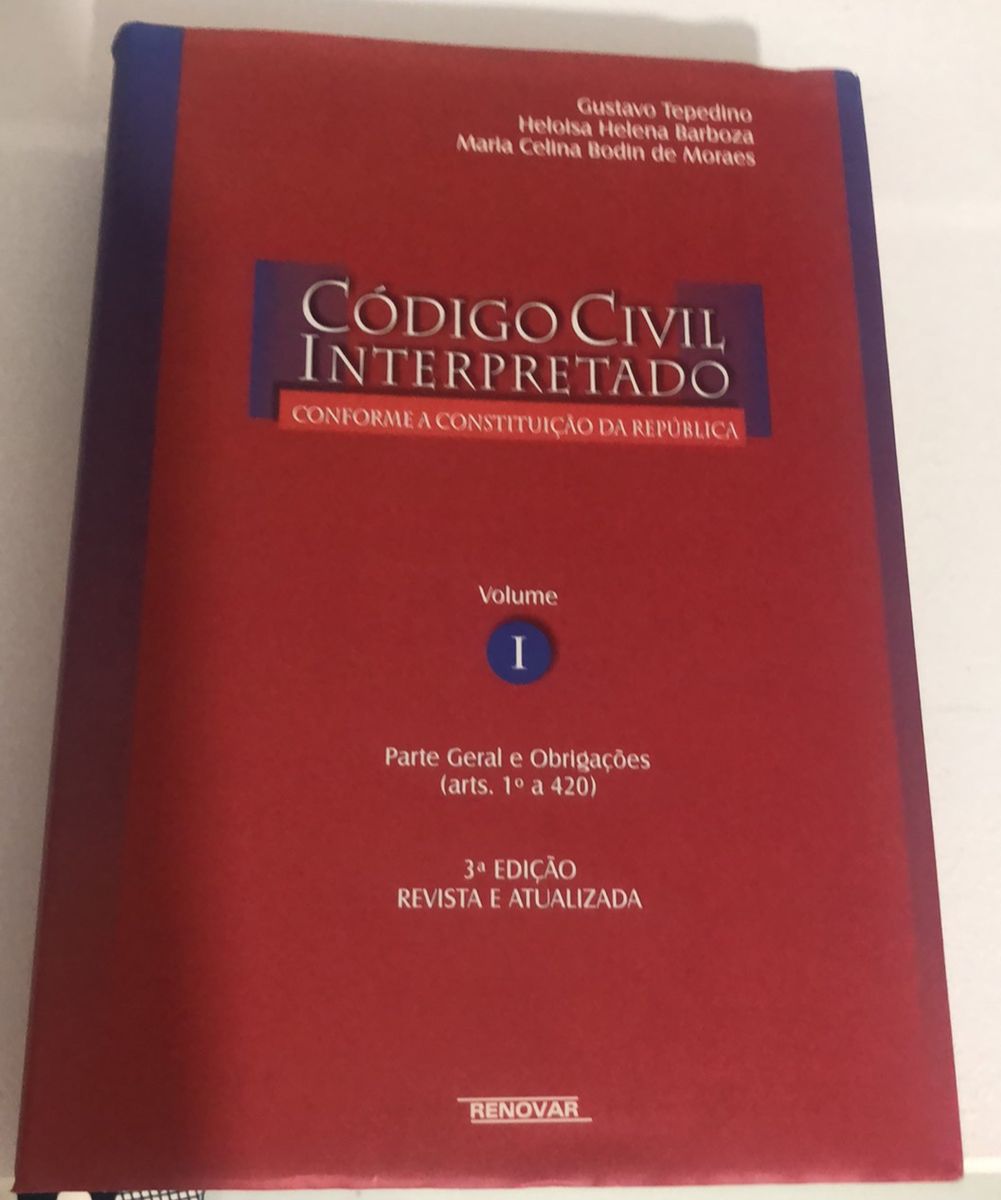 Gustavo Tepedino
Heloisa Helena Barboza
Maria Celina Bodin de Moraes
CÓDIGO CIVIL
INTERPRETADO
CONFORME A CONSTITUIÇÃO DA REPÚBLICA
Volume
I
Parte Geral e Obrigações
(arts. 1º a 420)
3ª EDIÇÃO
REVISTA E ATUALIZADA
RENOVAR